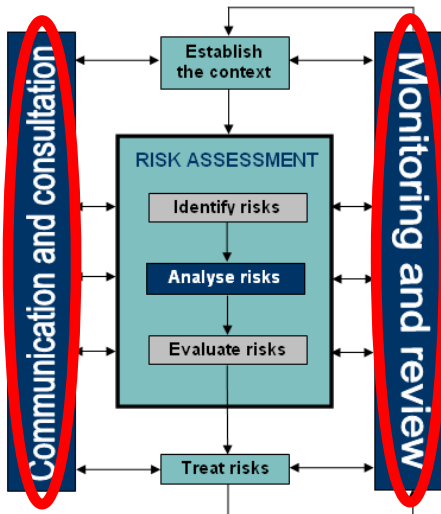 Communication and consultation
Establish
the context
RISK ASSESSMENT
Identify risks
Analyse risks
Evaluate risks
Treat risks
Monitoring and review